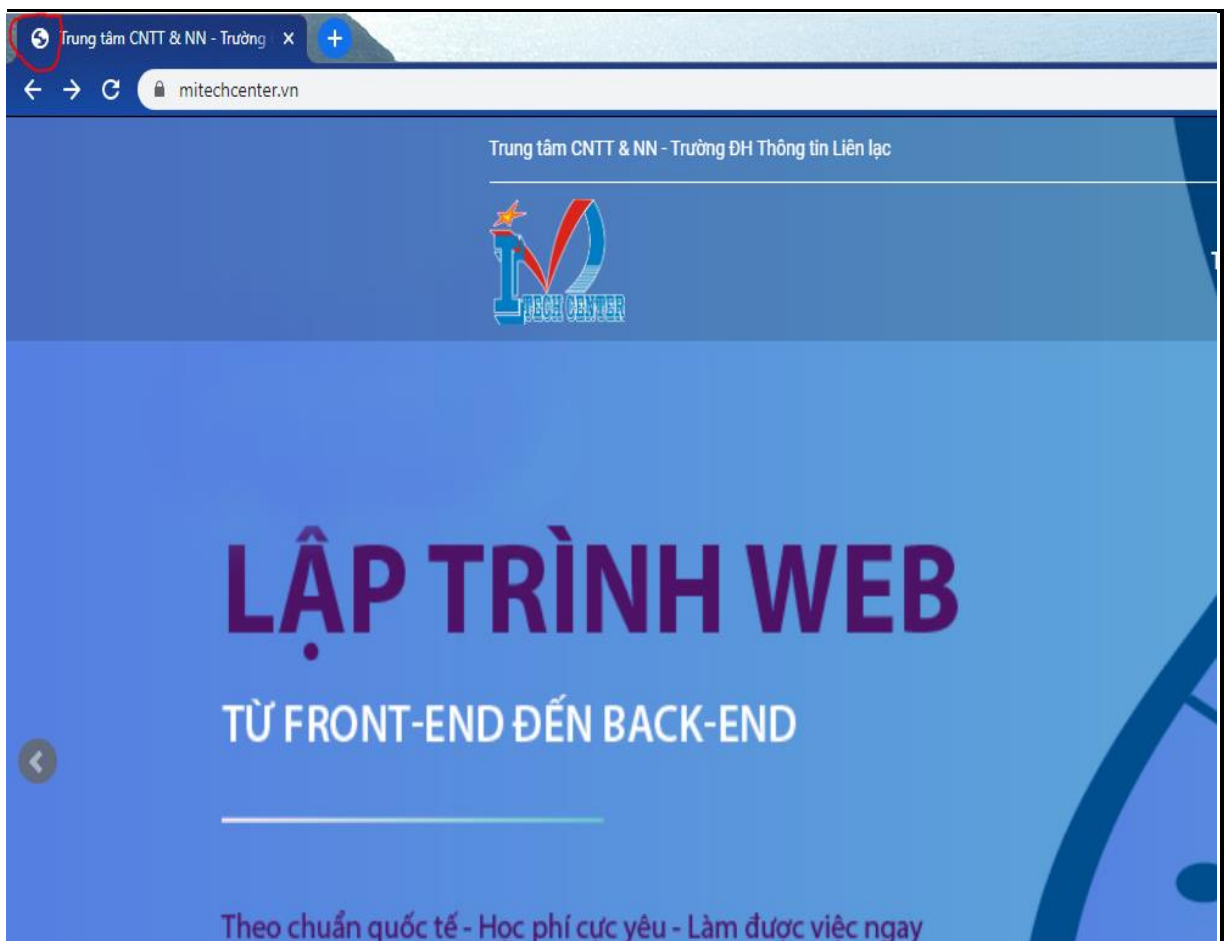 Trung tâm CNTT & NN - Trường
mitechcenter.vn
Trung tâm CNTT & NN - Trường ĐH Thông tin Liên lạc
TECH CENTER
LẬP TRÌNH WEB
TỪ FRONT-END ĐẾN BACK-END
Theo chuẩn quốc tế - Học phí cực yêu - Làm được việc ngay